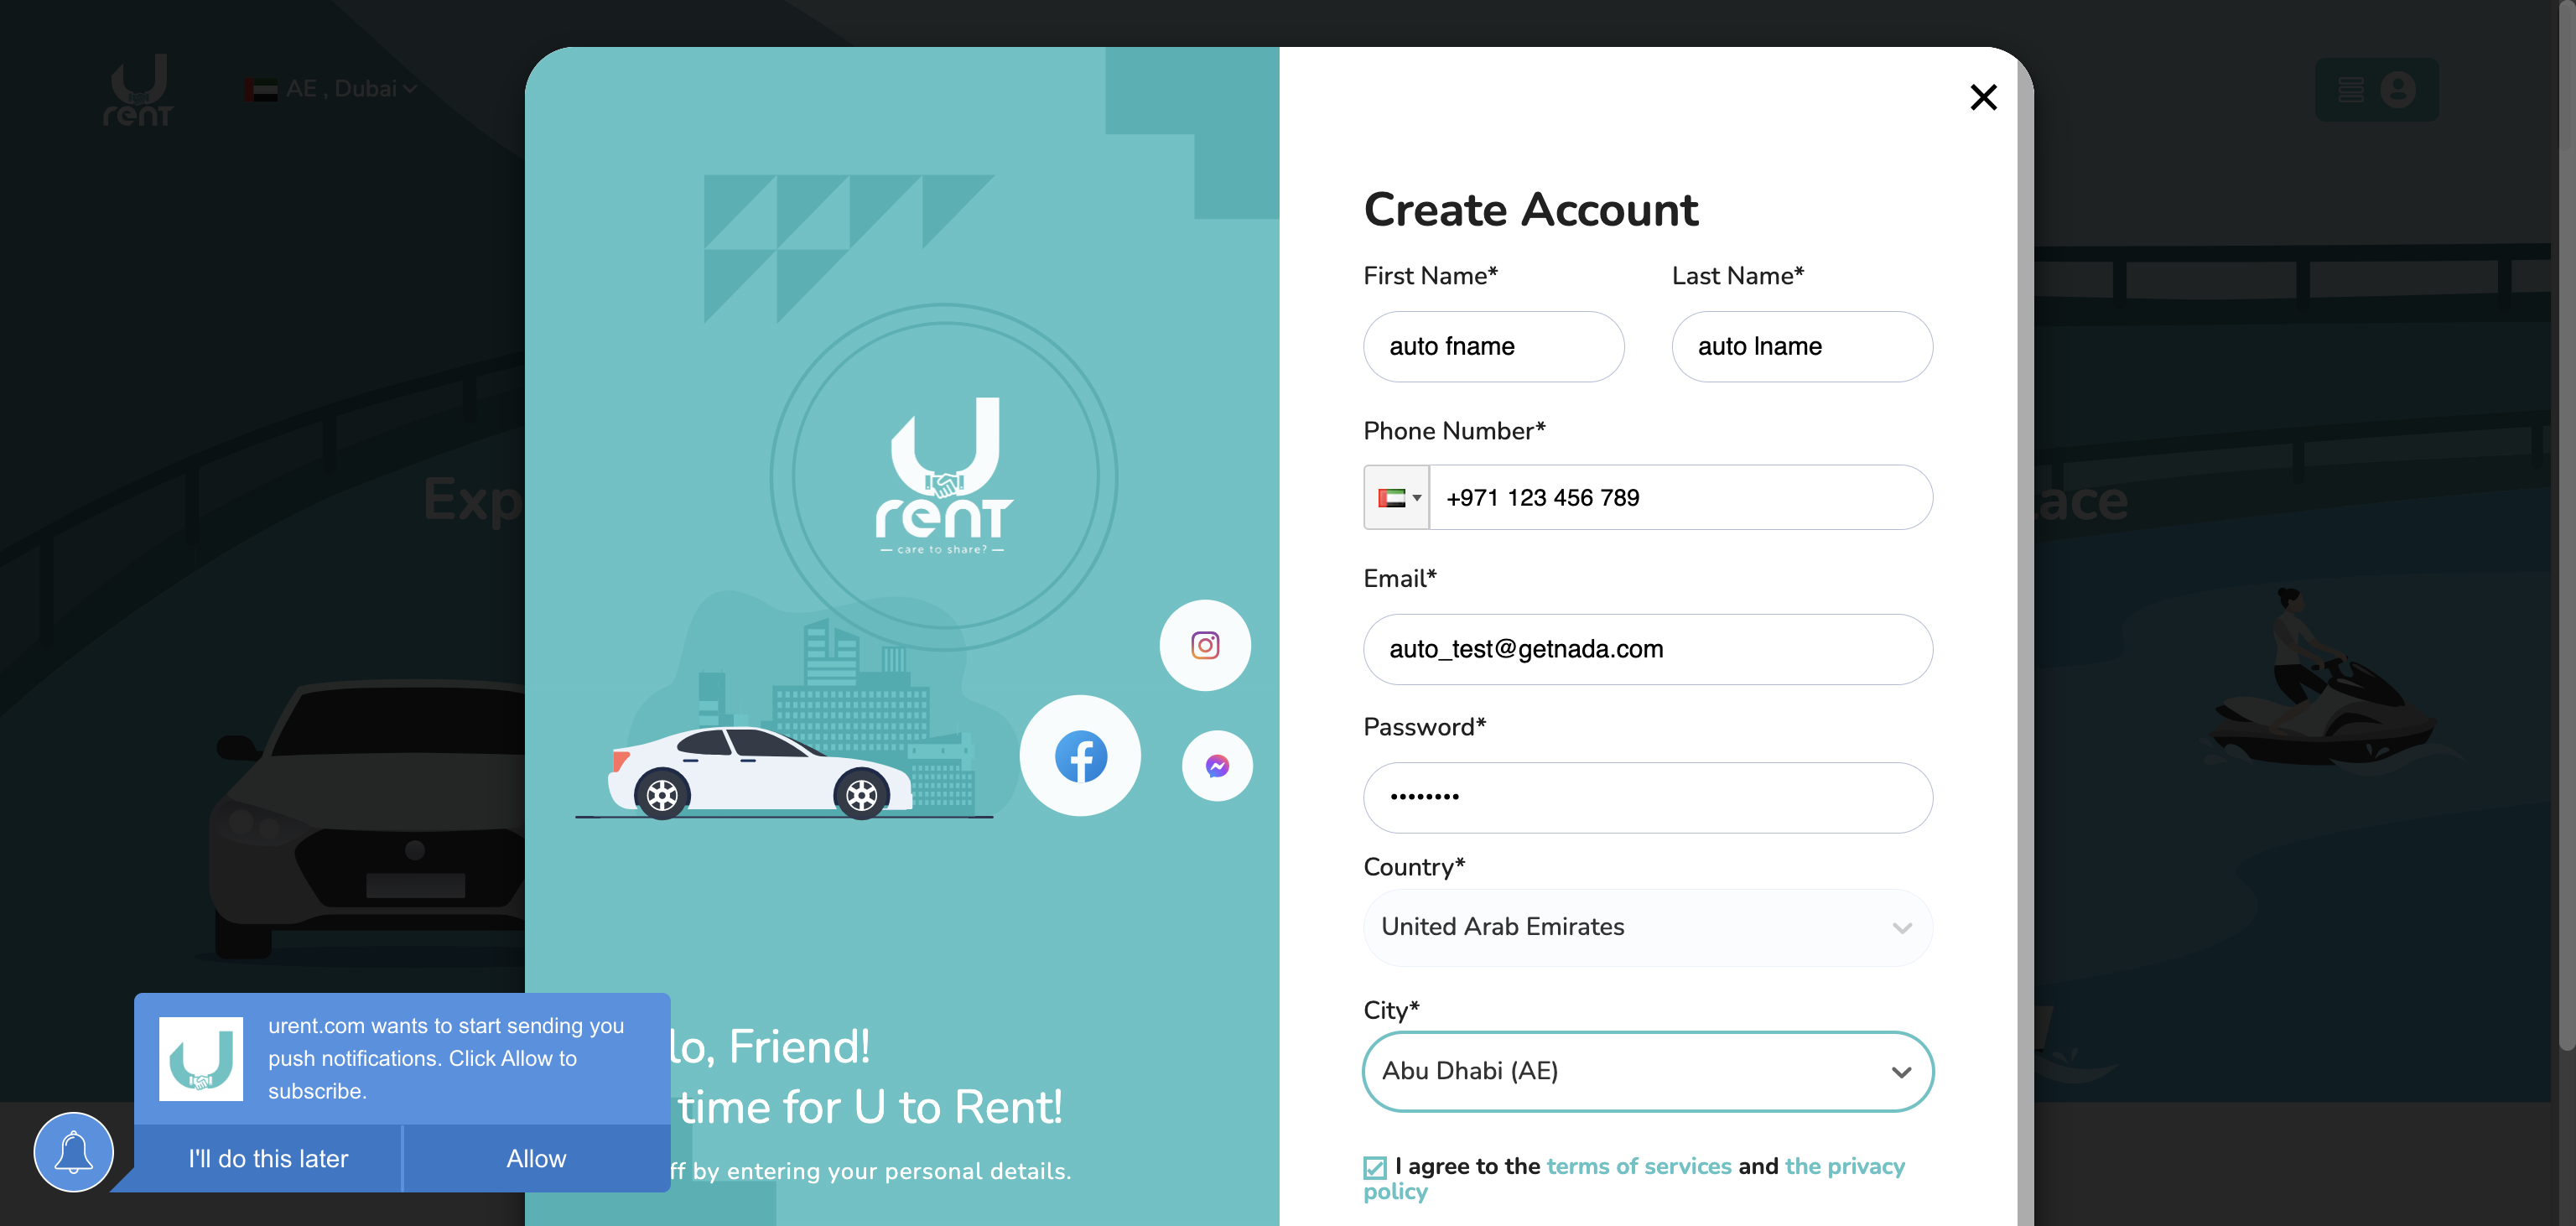 U
rent
AE , Dubai
Exp
ace
U
rent
— care to share? —
lo, Friend!
time for U to Rent!
ff by entering your personal details.
urent.com wants to start sending you
push notifications. Click Allow to
subscribe.
I'll do this later
Allow
Create Account
First Name*
Last Name*
auto fname
auto lname
Phone Number*
+971 123 456 789
Email*
auto_test@getnada.com
Password*
••••••••
Country*
United Arab Emirates
City*
Abu Dhabi (AE)
I agree to the terms of services and the privacy
policy